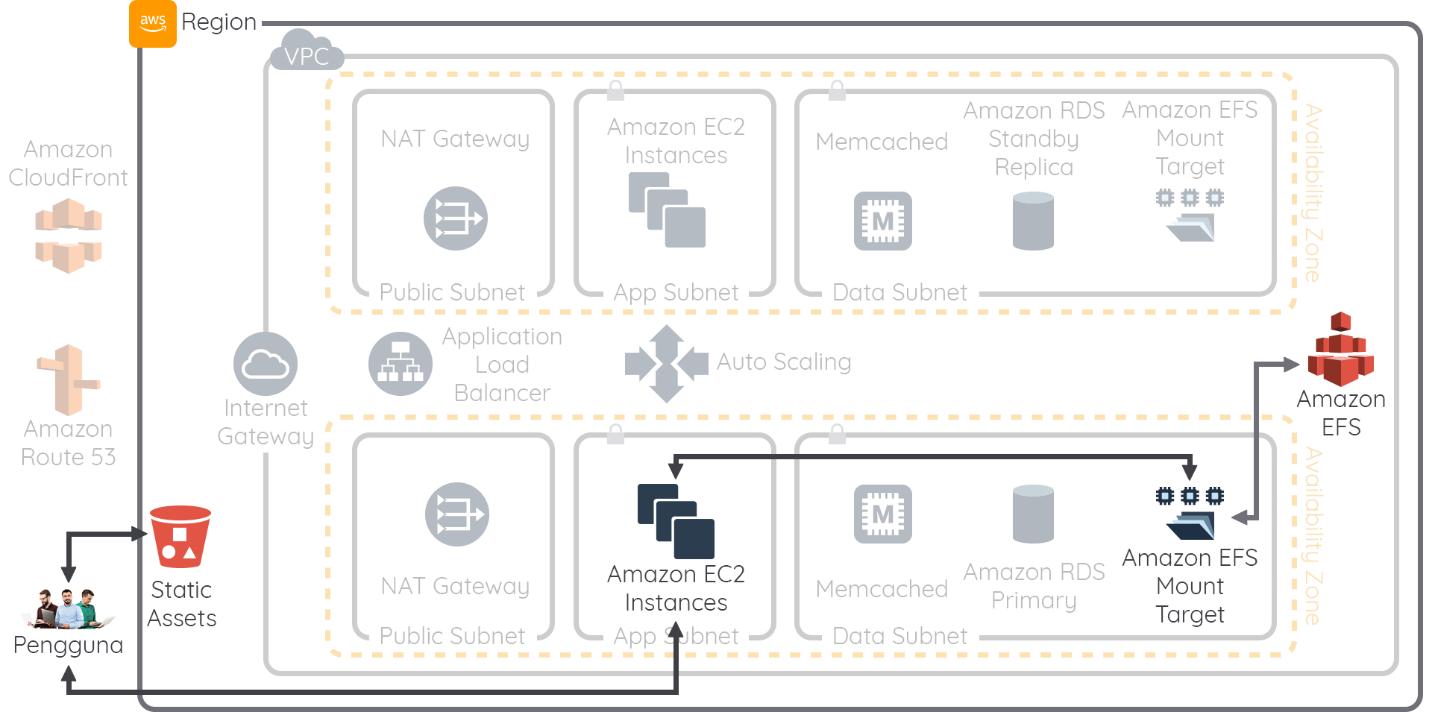 aws
Region
VPC
NAT Gateway
Public Subnet
Amazon EC2
Instances
App Subnet
Memcached
M
Amazon RDS
Standby
Replica
Amazon EFS
Mount
Target
Data Subnet
Availability Zone
Amazon
CloudFront
Amazon
Route 53
Internet
Gateway
Application
Load
Balancer
Auto Scaling
Amazon
EFS
NAT Gateway
Public Subnet
Amazon EC2
Instances
App Subnet
Memcached
M
Amazon RDS
Primary
Amazon EFS
Mount
Target
Data Subnet
Availability Zone
Static
Assets
Pengguna